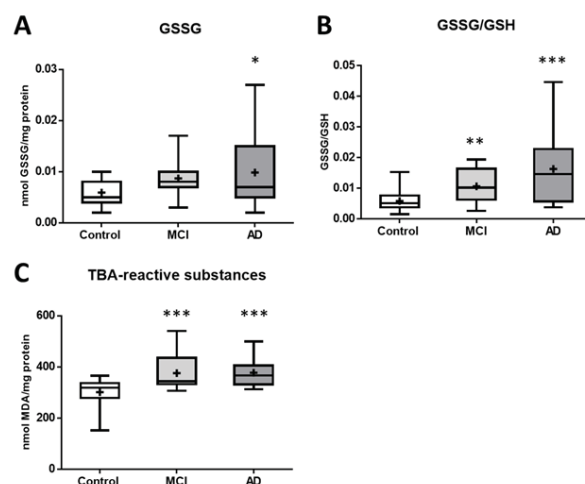 A
GSSG
nmol GSSG/mg protein
0.03
0.02
0.01
0.00
*
Control
MCI
AD
B
GSSG/GSH
GSSG/GSH
0.05
0.04
0.03
0.02
0.01
0.00
**
***
Control
MCI
AD
C
TBA-reactive substances
nmol MDA/mg protein
600
400
200
0
***
***
Control
MCI
AD